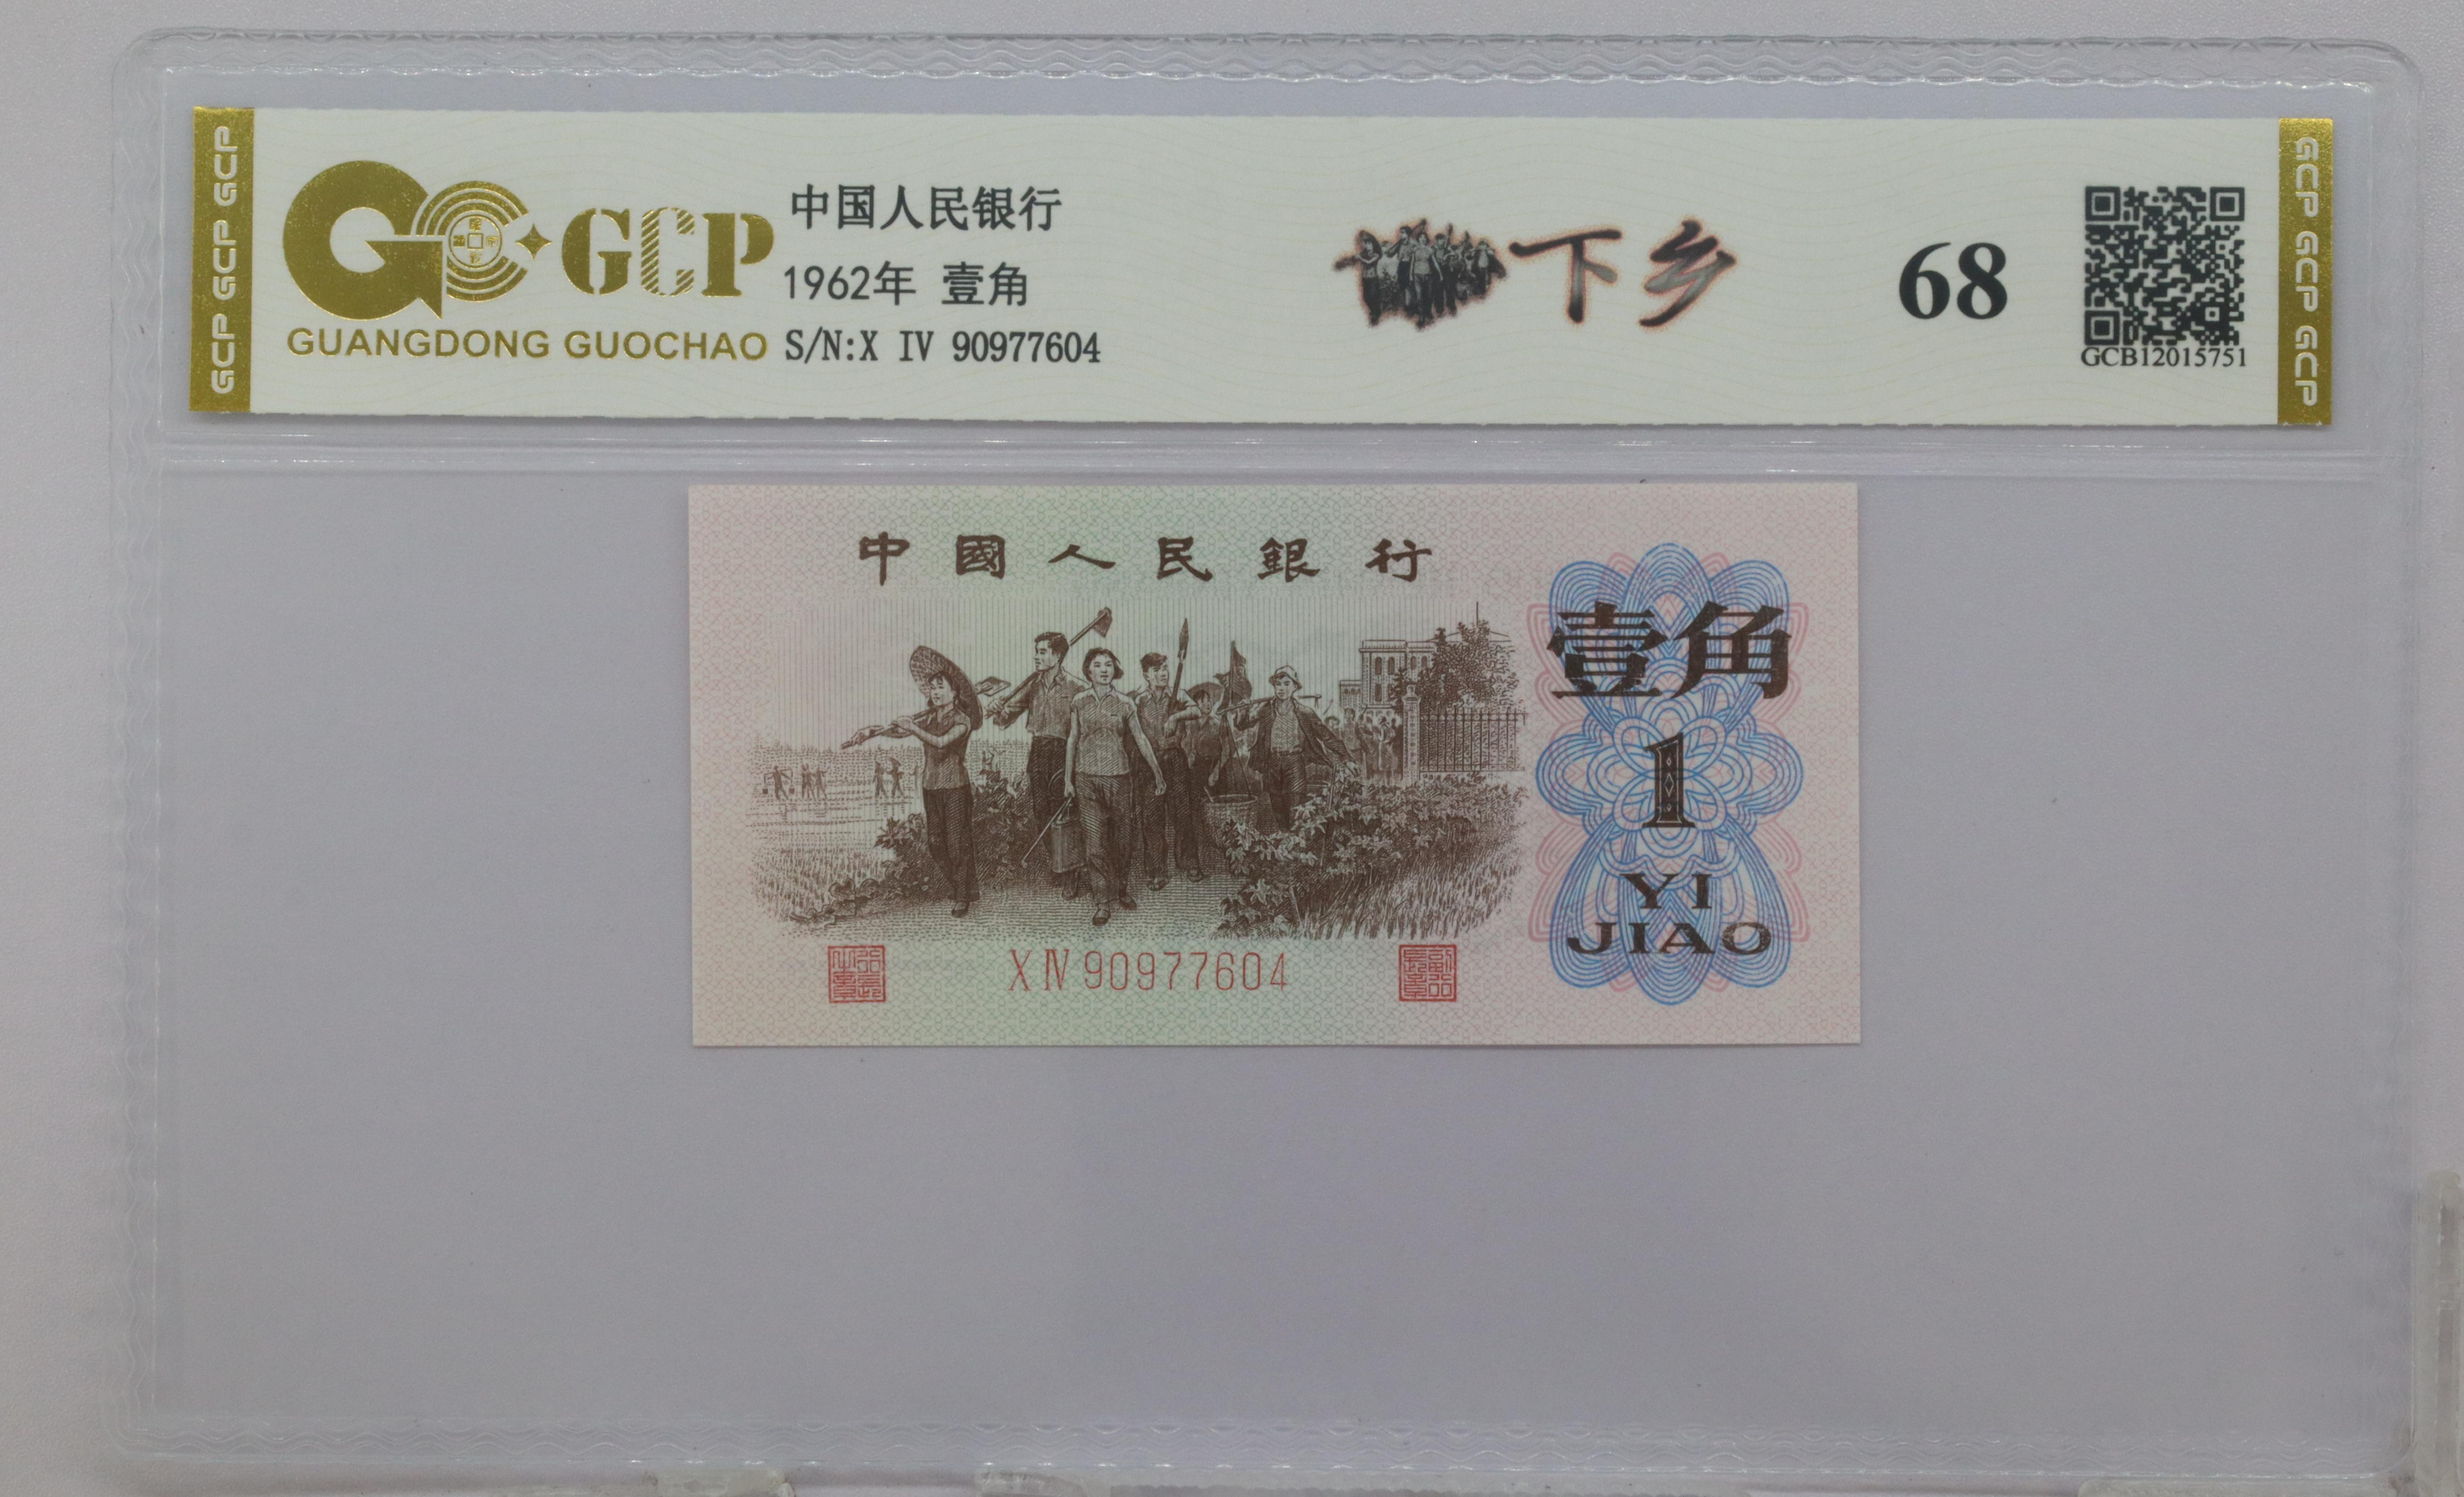 GCP GCP GCP
GCP
GUANGDONG GUOCHAO
中国人民银行
1962年 壹角
S/N:X IV 90977604
下乡
68
GCB12015751
GCP GCP GCP
中國人民銀行
壹角
1
YI
JIAO
X IV 90977604